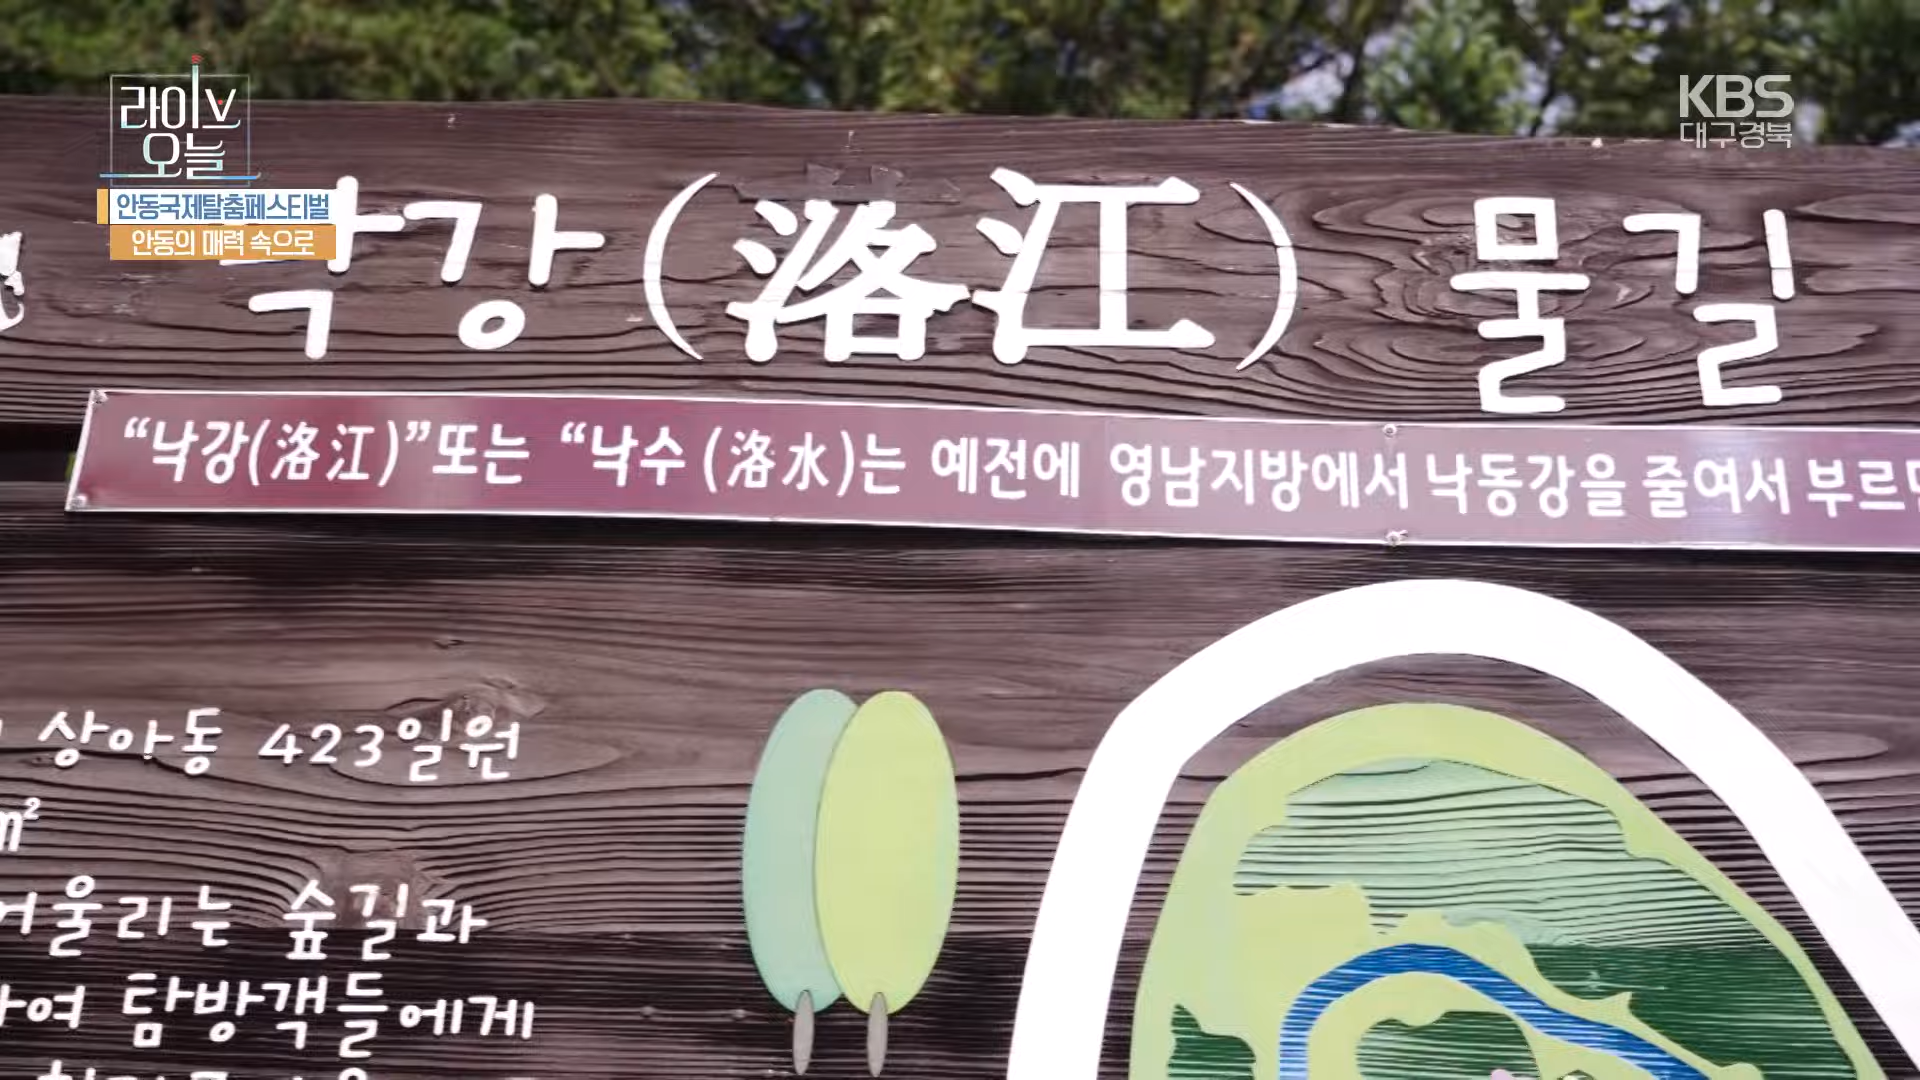 라이브
오늘
안동국제탈춤페스티벌
안동의 매력 속으로
KBS
대구경북
낙강(洛江) 물길
“낙강(洛江)”또는 “낙수(洛水)는 예전에 영남지방에서 낙동강을 줄여서
상아동 423일원
m²
어울리는 숲길과
탐방객들에게